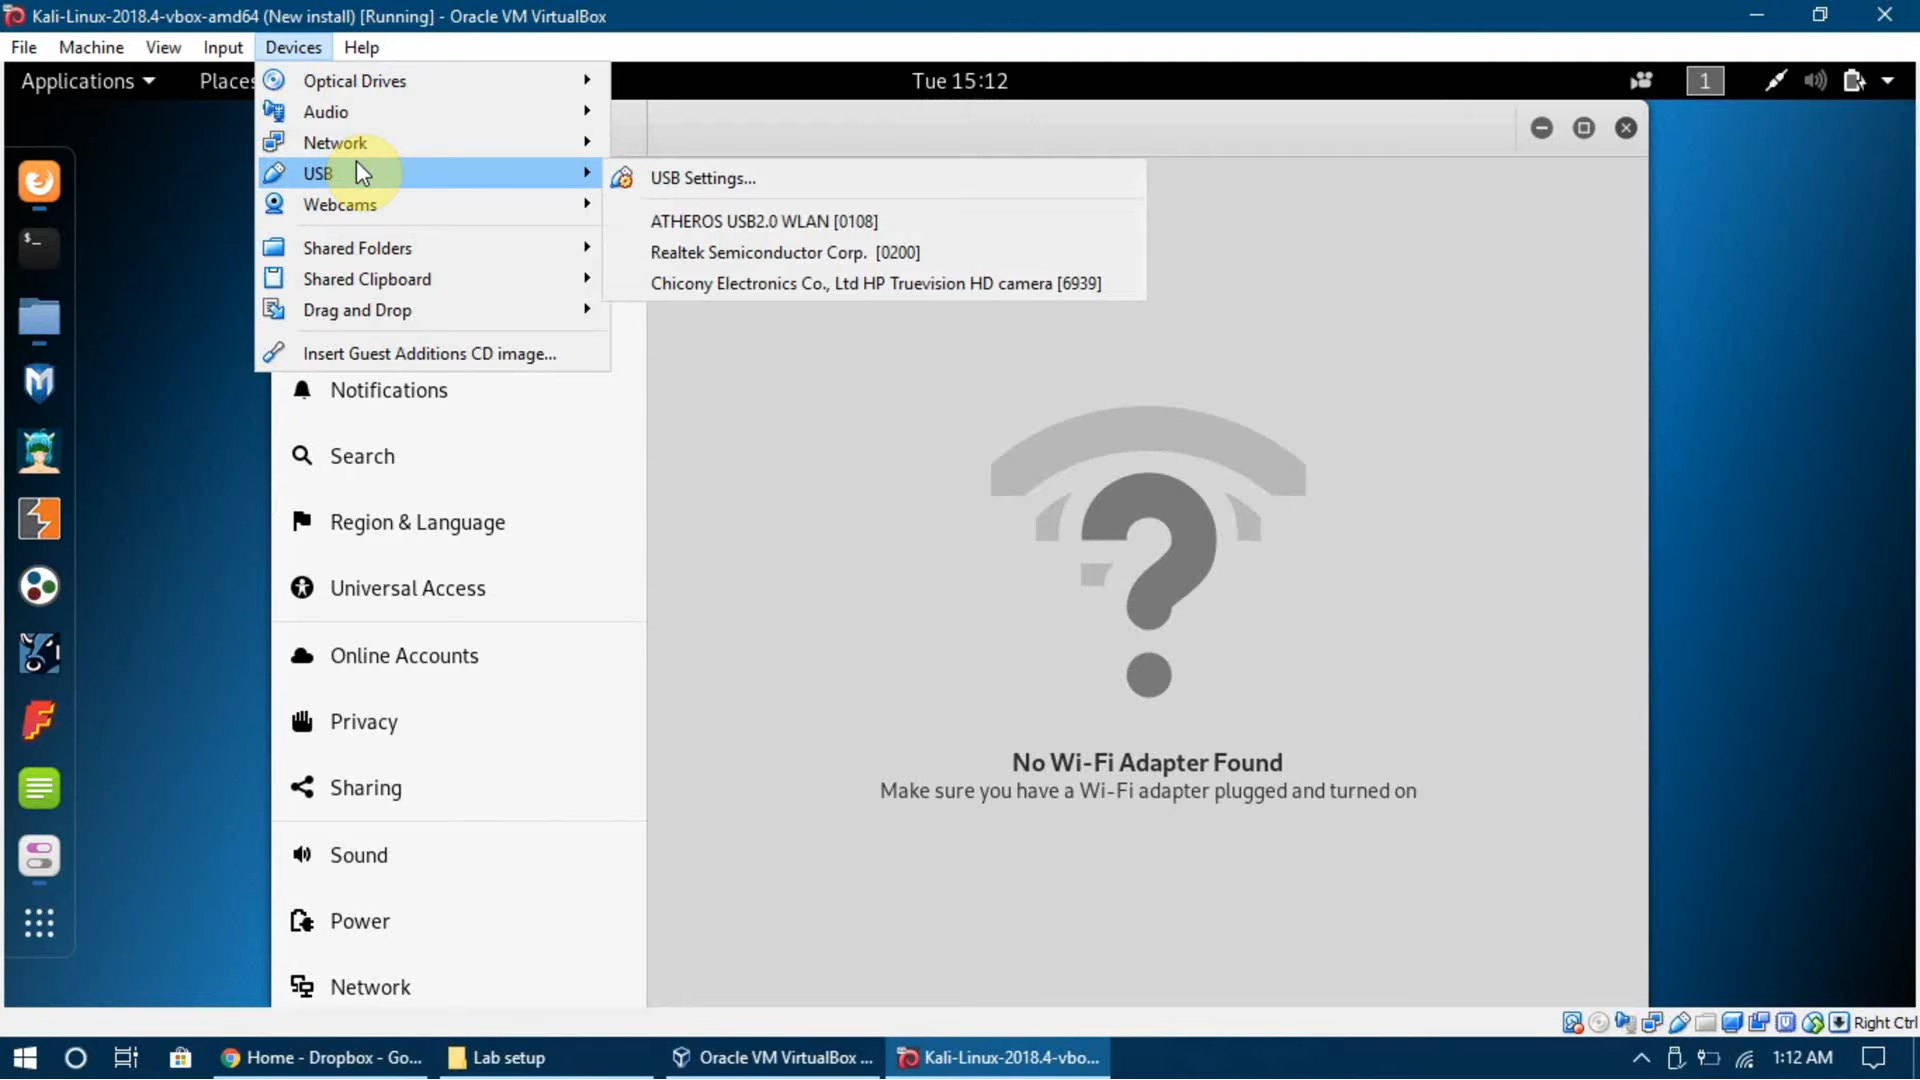 Kali-Linux-2018.4-vbox-amd64 (New install) [Running] - Oracle VM VirtualBox
File Machine View Input Devices Help
Applications Places Tue 15:12 1
Optical Drives
Audio
Network
USB
Webcams
Shared Folders
Shared Clipboard
Drag and Drop
Insert Guest Additions CD image...
USB Settings...
ATHEROS USB2.0 WLAN [0108]
Realtek Semiconductor Corp. [0200]
Chicony Electronics Co., Ltd HP Truevision HD camera [6939]
$_
Notifications
Search
Region & Language
Universal Access
Online Accounts
Privacy
Sharing
Sound
Power
Network
No Wi-Fi Adapter Found
Make sure you have a Wi-Fi adapter plugged and turned on
Right Ctrl
Home - Dropbox - Go... Lab setup Oracle VM VirtualBox ... Kali-Linux-2018.4-vbo... 1:12 AM